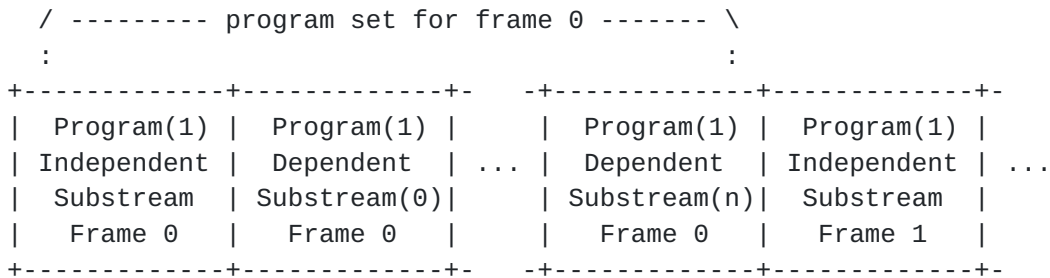 / --------- program set for frame 0 ------- \
  :                                           :
+-------------+-------------+-   -+-------------+-------------+-
|  Program(1) |  Program(1) |     |  Program(1) |  Program(1) |
| Independent |  Dependent  | ... |  Dependent  | Independent | ...
|  Substream  | Substream(0)|     | Substream(n)|  Substream  |
|   Frame 0   |   Frame 0   |     |   Frame 0   |   Frame 1   |
+-------------+-------------+-   -+-------------+-------------+-